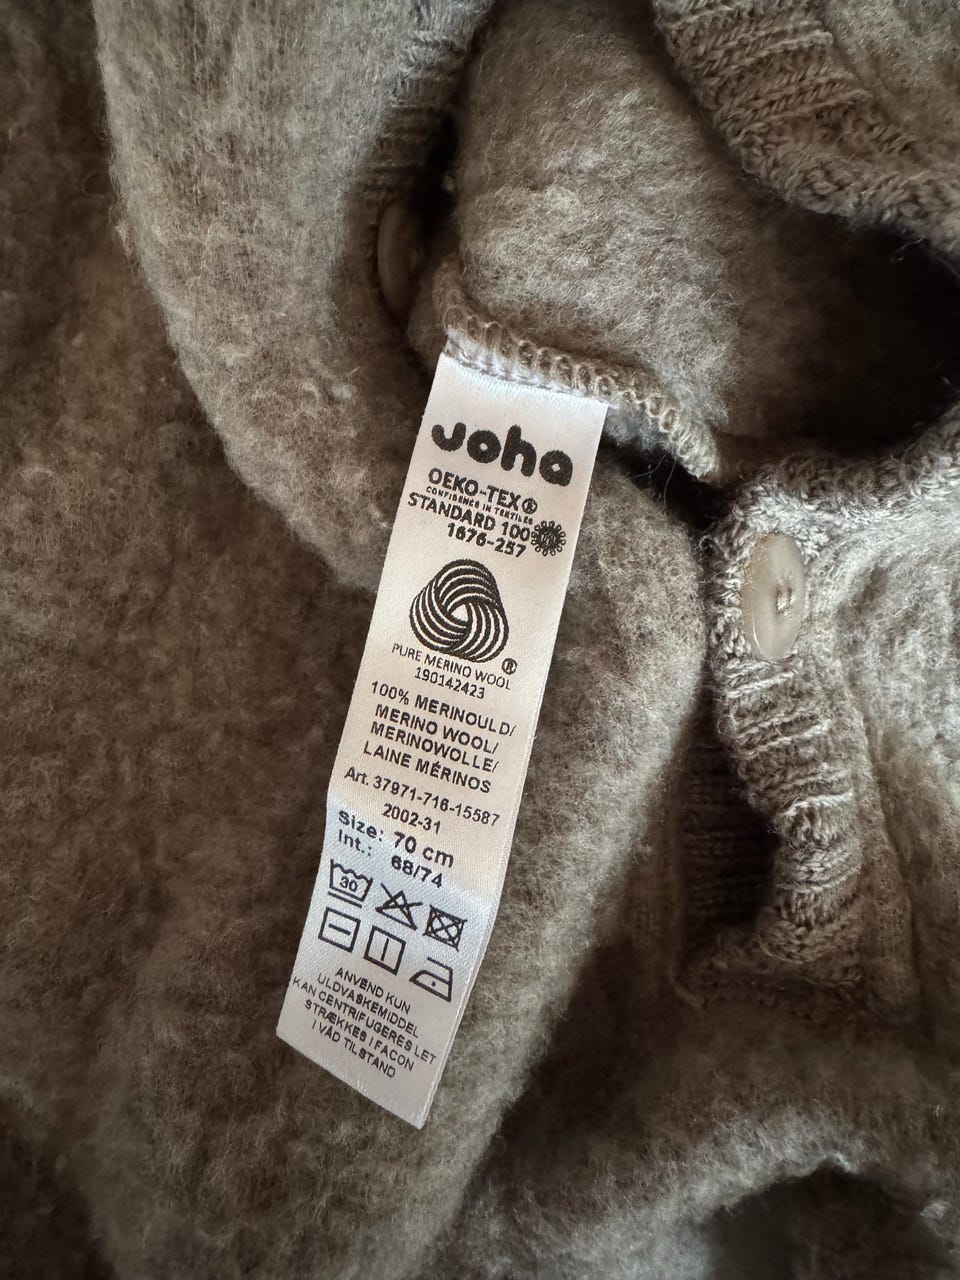 Joha
OEKO-TEX®
CONFIDENCE IN TEXTILES
STANDARD 100
1676-257
PURE MERINO WOOL ®
190142423
100% MERINOULD/
MERINO WOOL/
MERINOWOLLE/
LAINE MÉRINOS
Art. 37971-716-15587
2002-31
Size: 70 cm
Int.: 68/74
30
ANVEND KUN
ULDVASKEMIDDEL
KAN CENTRIFUGERES LET
STRÆKKES I FACON
I VÅD TILSTAND